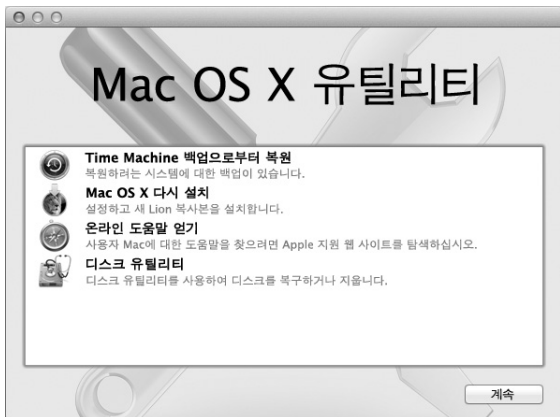 Mac OS X 유틸리티
Time Machine 백업으로부터 복원
복원하려는 시스템에 대한 백업이 있습니다.
Mac OS X 다시 설치
설정하고 새 Lion 복사본을 설치합니다.
온라인 도움말 얻기
사용자 Mac에 대한 도움말을 찾으려면 Apple 지원 웹 사이트를 탐색하십시오.
디스크 유틸리티
디스크 유틸리티를 사용하여 디스크를 복구하거나 지웁니다.
계속